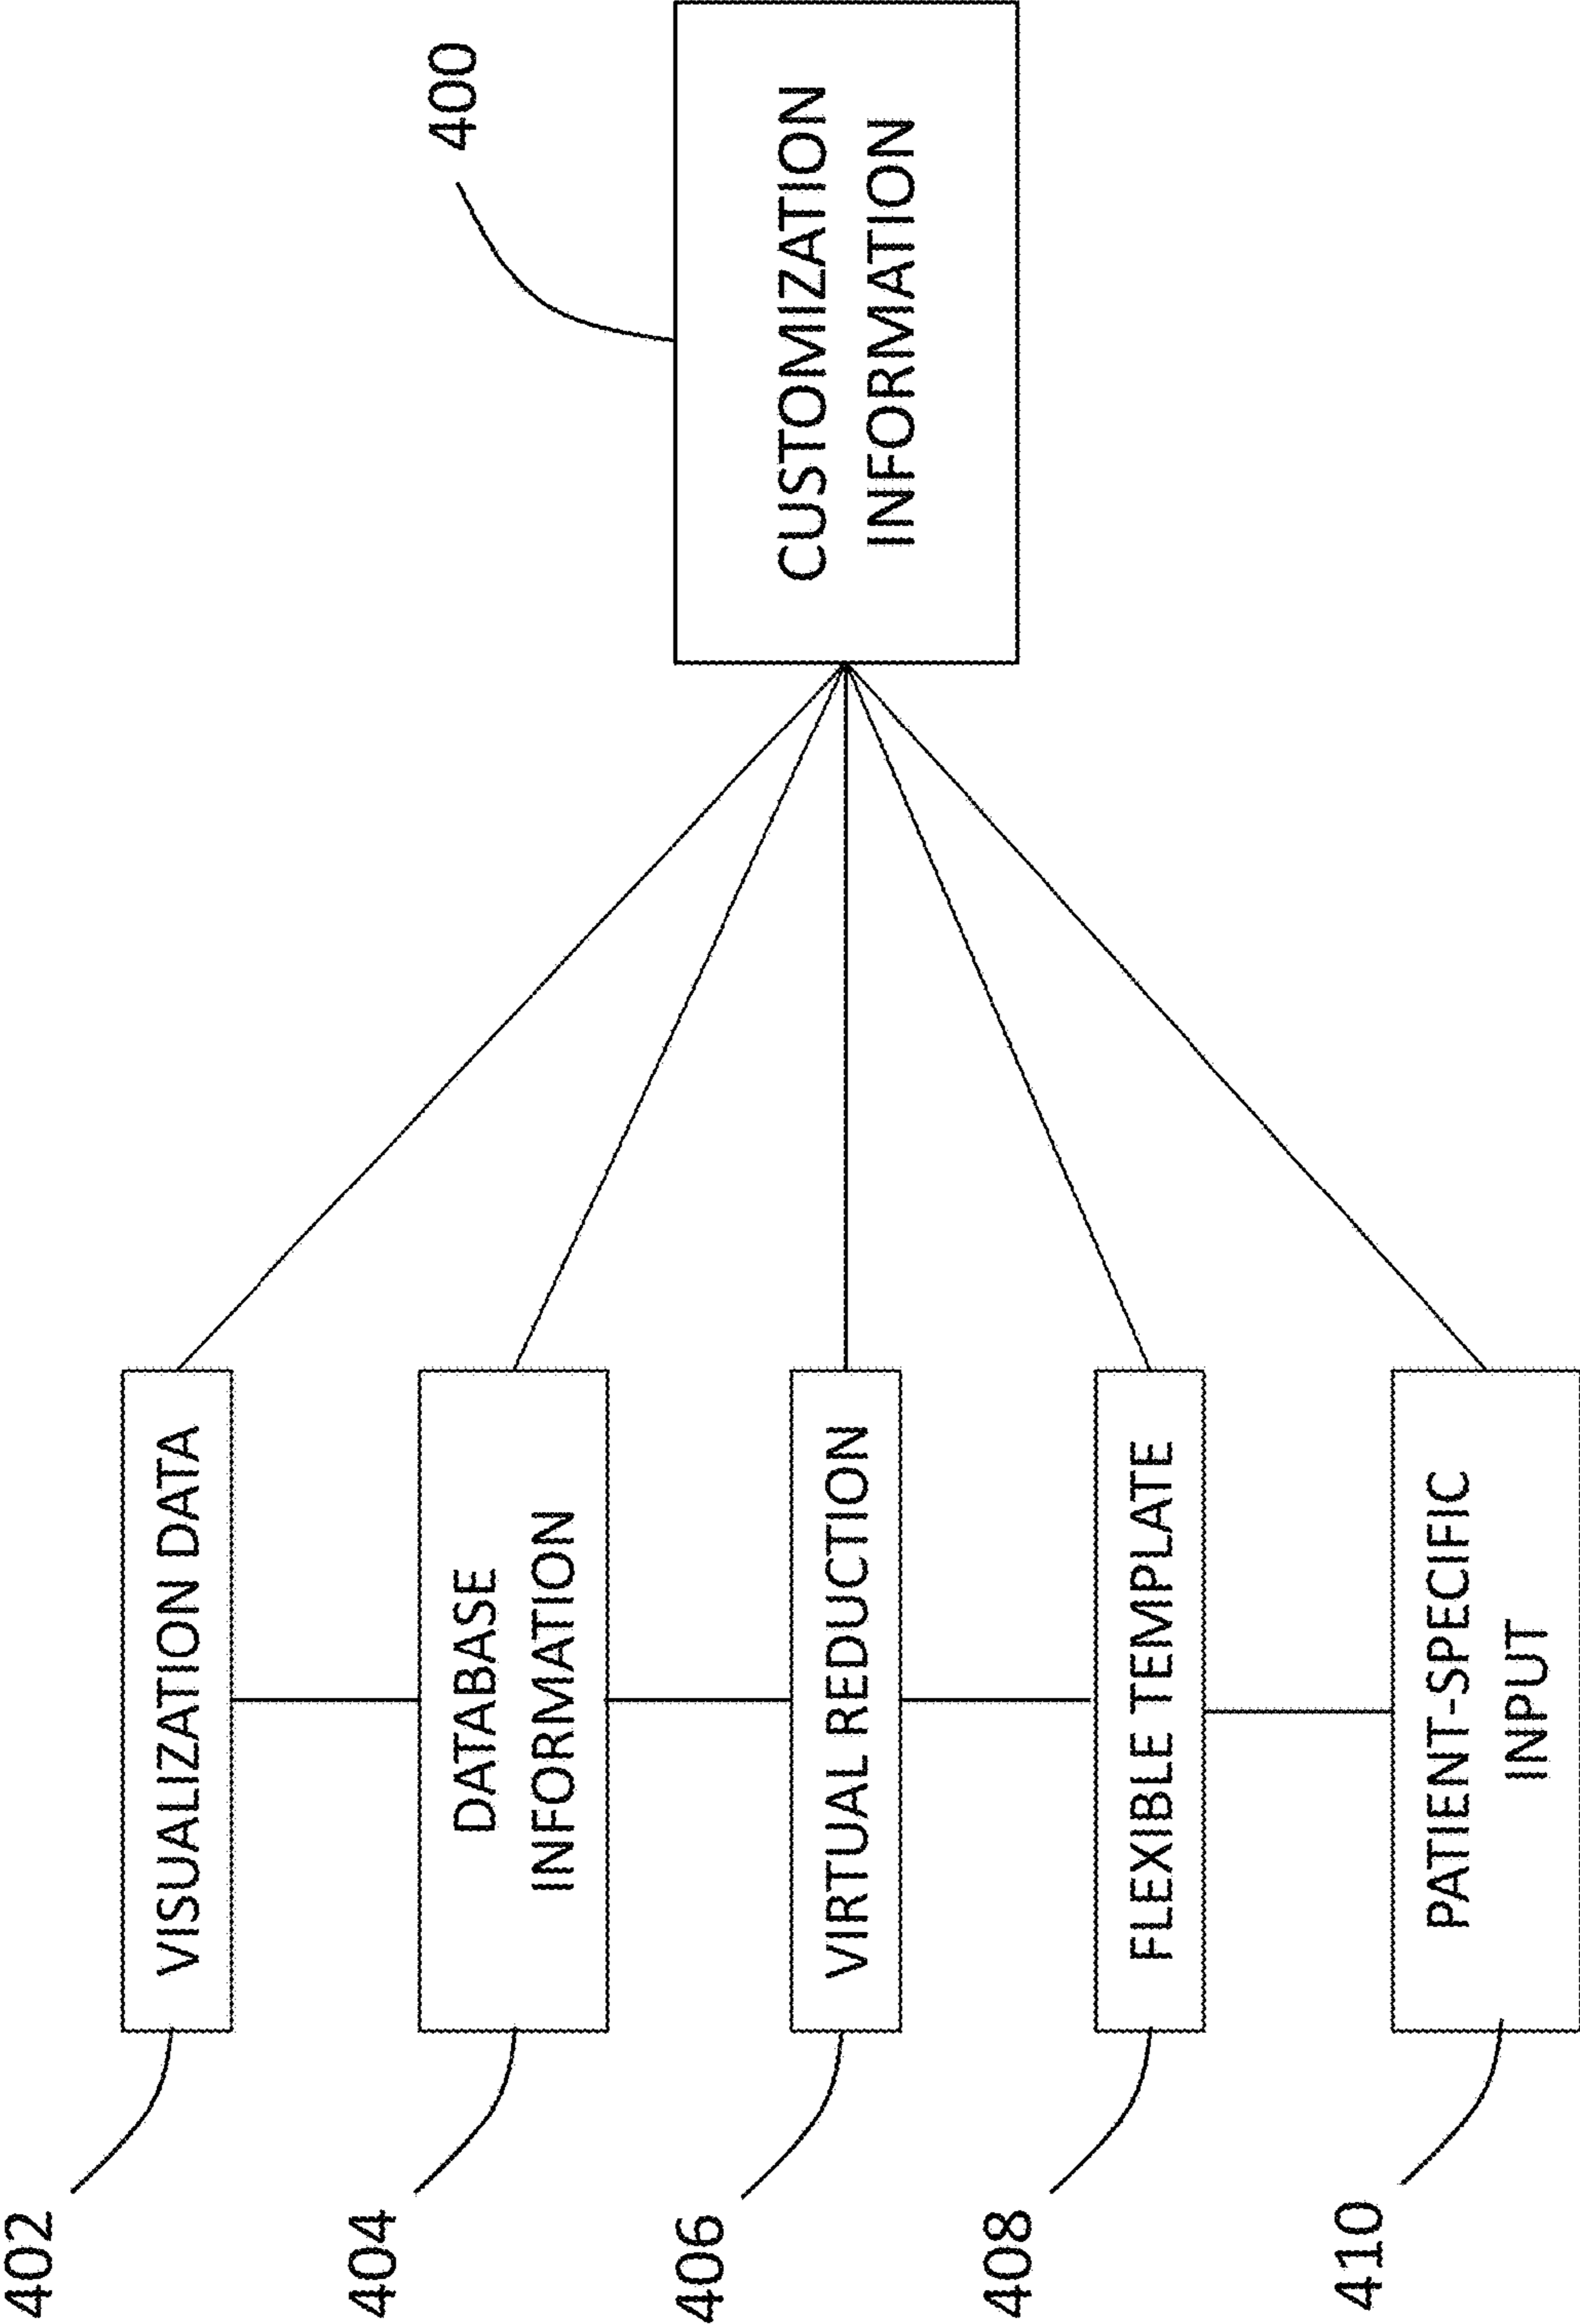 402
VISUALIZATION DATA
404
DATABASE
INFORMATION
406
VIRTUAL REDUCTION
408
FLEXIBLE TEMPLATE
410
PATIENT-SPECIFIC
INPUT
400
CUSTOMIZATION
INFORMATION